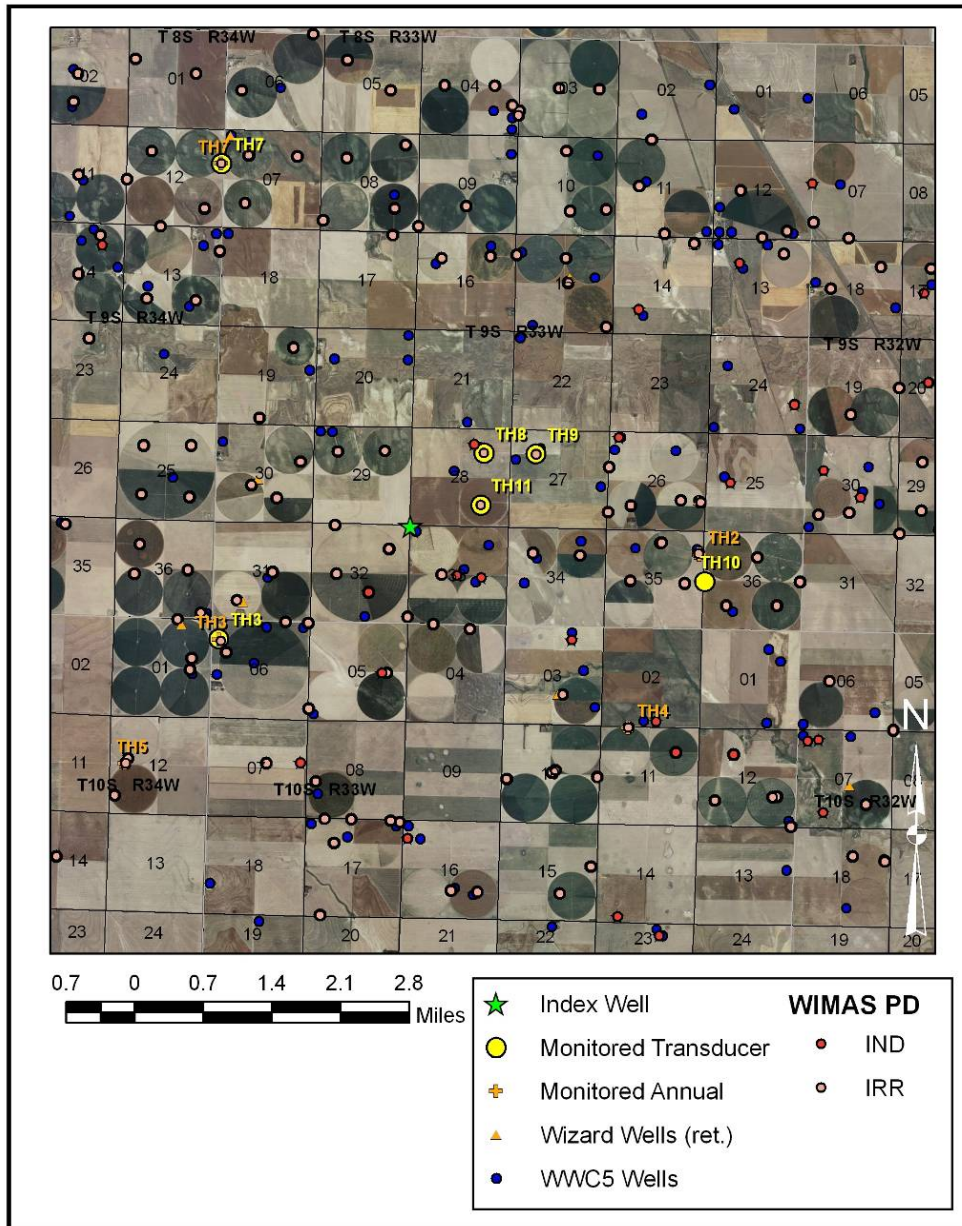 T 8S R34W T 8S R33W
02 01 06 05 04 03 02 01 06 05
TH7 TH7
11 12 07 08 09 10 11 12 07 08
14 13 18 17 16 15 14 13 18 17
T 9S R34W T 9S R33W T 9S R32W
23 24 19 20 21 22 23 24 19 20
TH8 TH9
26 25 30 29 28 27 26 25 30 29
TH11
TH2
35 36 31 32 33 34 35 TH10 36 31 32
TH3 TH3
02 01 06 05 04 03 02 01 06 05
N
TH4
TH5
11 12 07 08 09 10 11 12 07 08
T10S R34W T10S R33W T10S R32W
14 13 18 17 16 15 14 13 18 17
23 24 19 20 21 22 23 24 19 20
0.7 0 0.7 1.4 2.1 2.8
Miles
Index Well WIMAS PD
Monitored Transducer IND
Monitored Annual IRR
Wizard Wells (ret.)
WWC5 Wells